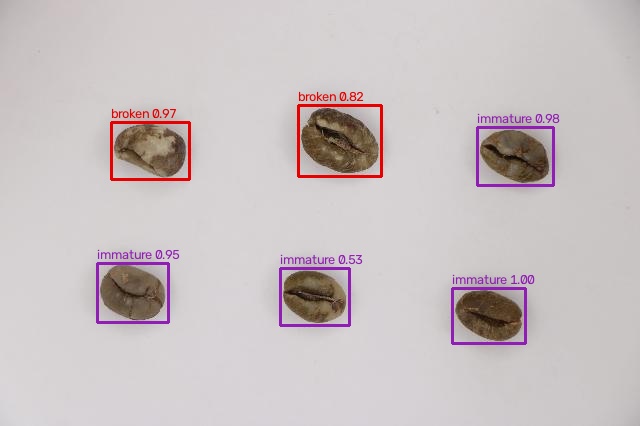 broken 0.97
broken 0.82
immature 0.98
immature 0.95
immature 0.53
immature 1.00